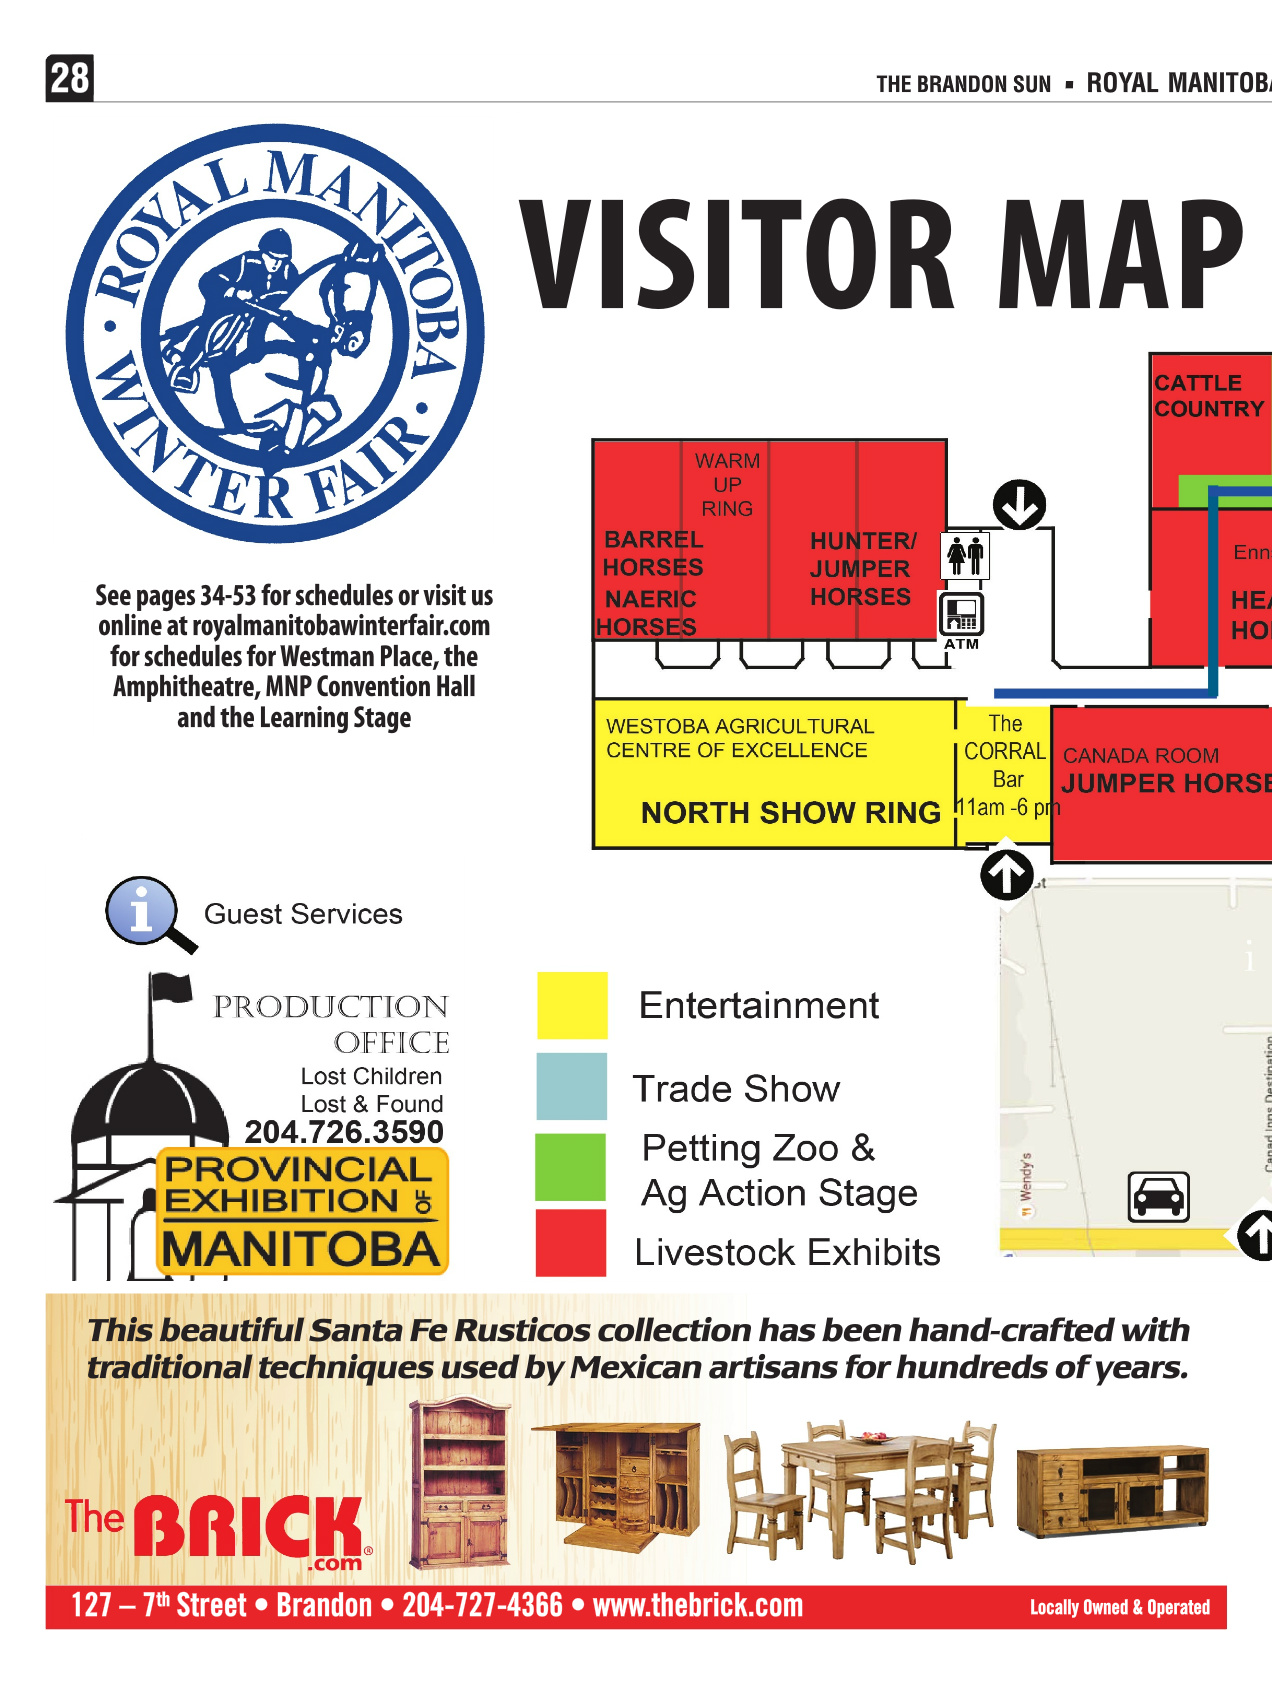 28
THE BRANDON SUN ▪ ROYAL MANITOBA
ROYAL MANITOBA
• WINTER FAIR •
VISITOR MAP
See pages 34-53 for schedules or visit us
online at royalmanitobawinterfair.com
for schedules for Westman Place, the
Amphitheatre, MNP Convention Hall
and the Learning Stage
CATTLE
COUNTRY
WARM
UP
RING
BARREL
HORSES
NAERIC
HORSES
HUNTER/
JUMPER
HORSES
ATM
Enn
HEA
HO
WESTOBA AGRICULTURAL
CENTRE OF EXCELLENCE
NORTH SHOW RING
The
CORRAL
Bar
11am -6 pm
CANADA ROOM
JUMPER HORSE
i
Guest Services
PRODUCTION
OFFICE
Lost Children
Lost & Found
204.726.3590
PROVINCIAL
EXHIBITION OF
MANITOBA
Entertainment
Trade Show
Petting Zoo &
Ag Action Stage
Livestock Exhibits
st
i
Wendy's
Canad Inns Destination
This beautiful Santa Fe Rusticos collection has been hand-crafted with
traditional techniques used by Mexican artisans for hundreds of years.
The BRICK®
.com
127 – 7th Street • Brandon • 204-727-4366 • www.thebrick.com
Locally Owned & Operated